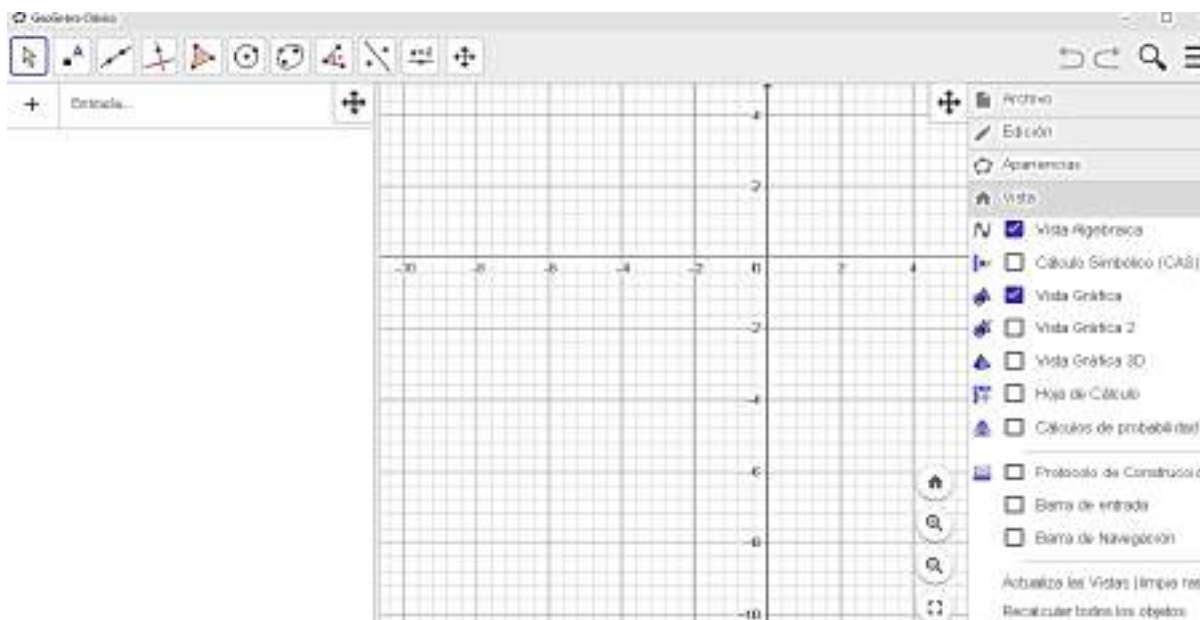 GeoGebra Clásico
A
a=2
Entrada...
Archivo
Edición
Apariencias
Vista
Vista Algebraica
Cálculo Simbólico (CAS)
Vista Gráfica
Vista Gráfica 2
Vista Gráfica 3D
Hoja de Cálculo
Cálculos de probabilidad
Protocolo de Construcció
Barra de entrada
Barra de Navegación
Actualiza las Vistas (limpia ras
Recalcular todos los objetos
4
2
-10 -8 -6 -4 -2 0 2 4
-2
-4
-6
-8
-10